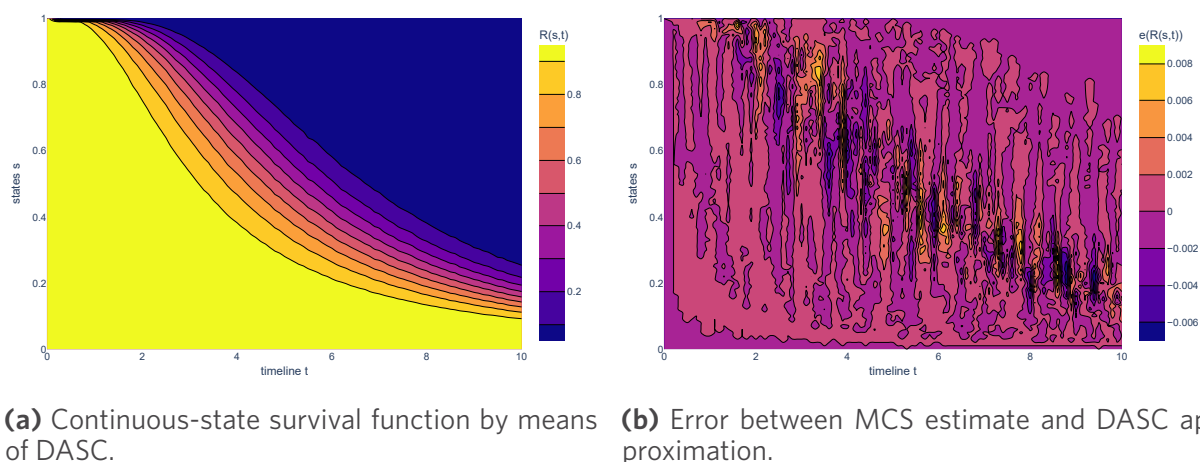 R(s,t)
1
0.8
0.6
0.4
0.2
0
states s
0 2 4 6 8 10
timeline t
0.8
0.6
0.4
0.2
e(R(s,t))
1
0.8
0.6
0.4
0.2
0
states s
0 2 4 6 8 10
timeline t
0.008
0.006
0.004
0.002
0
−0.002
−0.004
−0.006
(a) Continuous-state survival function by means
of DASC.
(b) Error between MCS estimate and DASC ap
proximation.